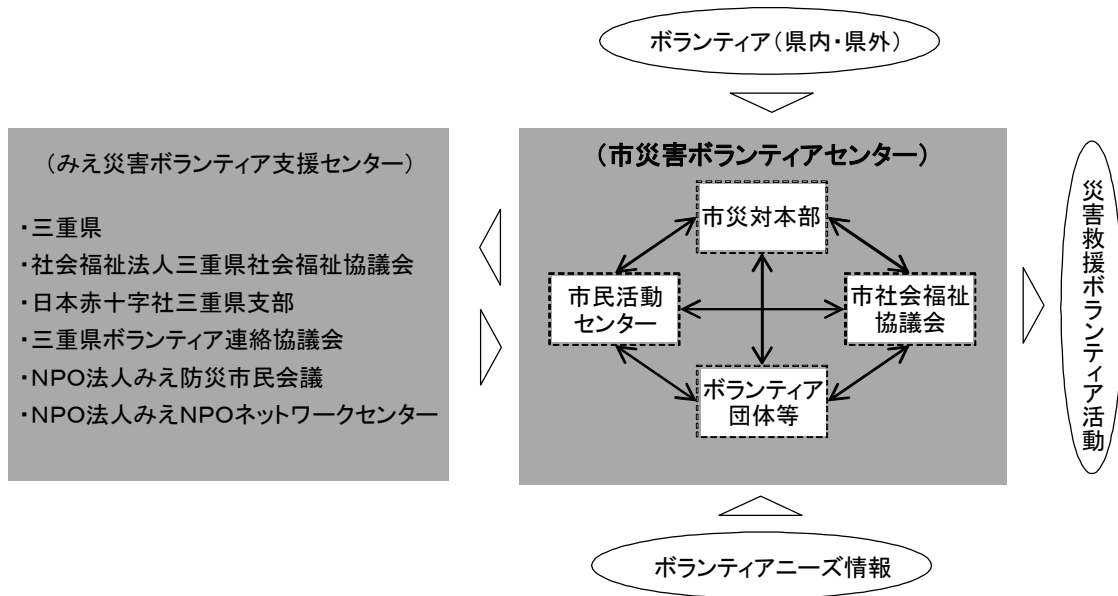 ボランティア(県内・県外)
(みえ災害ボランティア支援センター)
・三重県
・社会福祉法人三重県社会福祉協議会
・日本赤十字社三重県支部
・三重県ボランティア連絡協議会
・NPO法人みえ防災市民会議
・NPO法人みえNPOネットワークセンター
(市災害ボランティアセンター)
市災対本部
市民活動
センター
市社会福祉
協議会
ボランティア
団体等
災害救援ボランティア活動
ボランティアニーズ情報